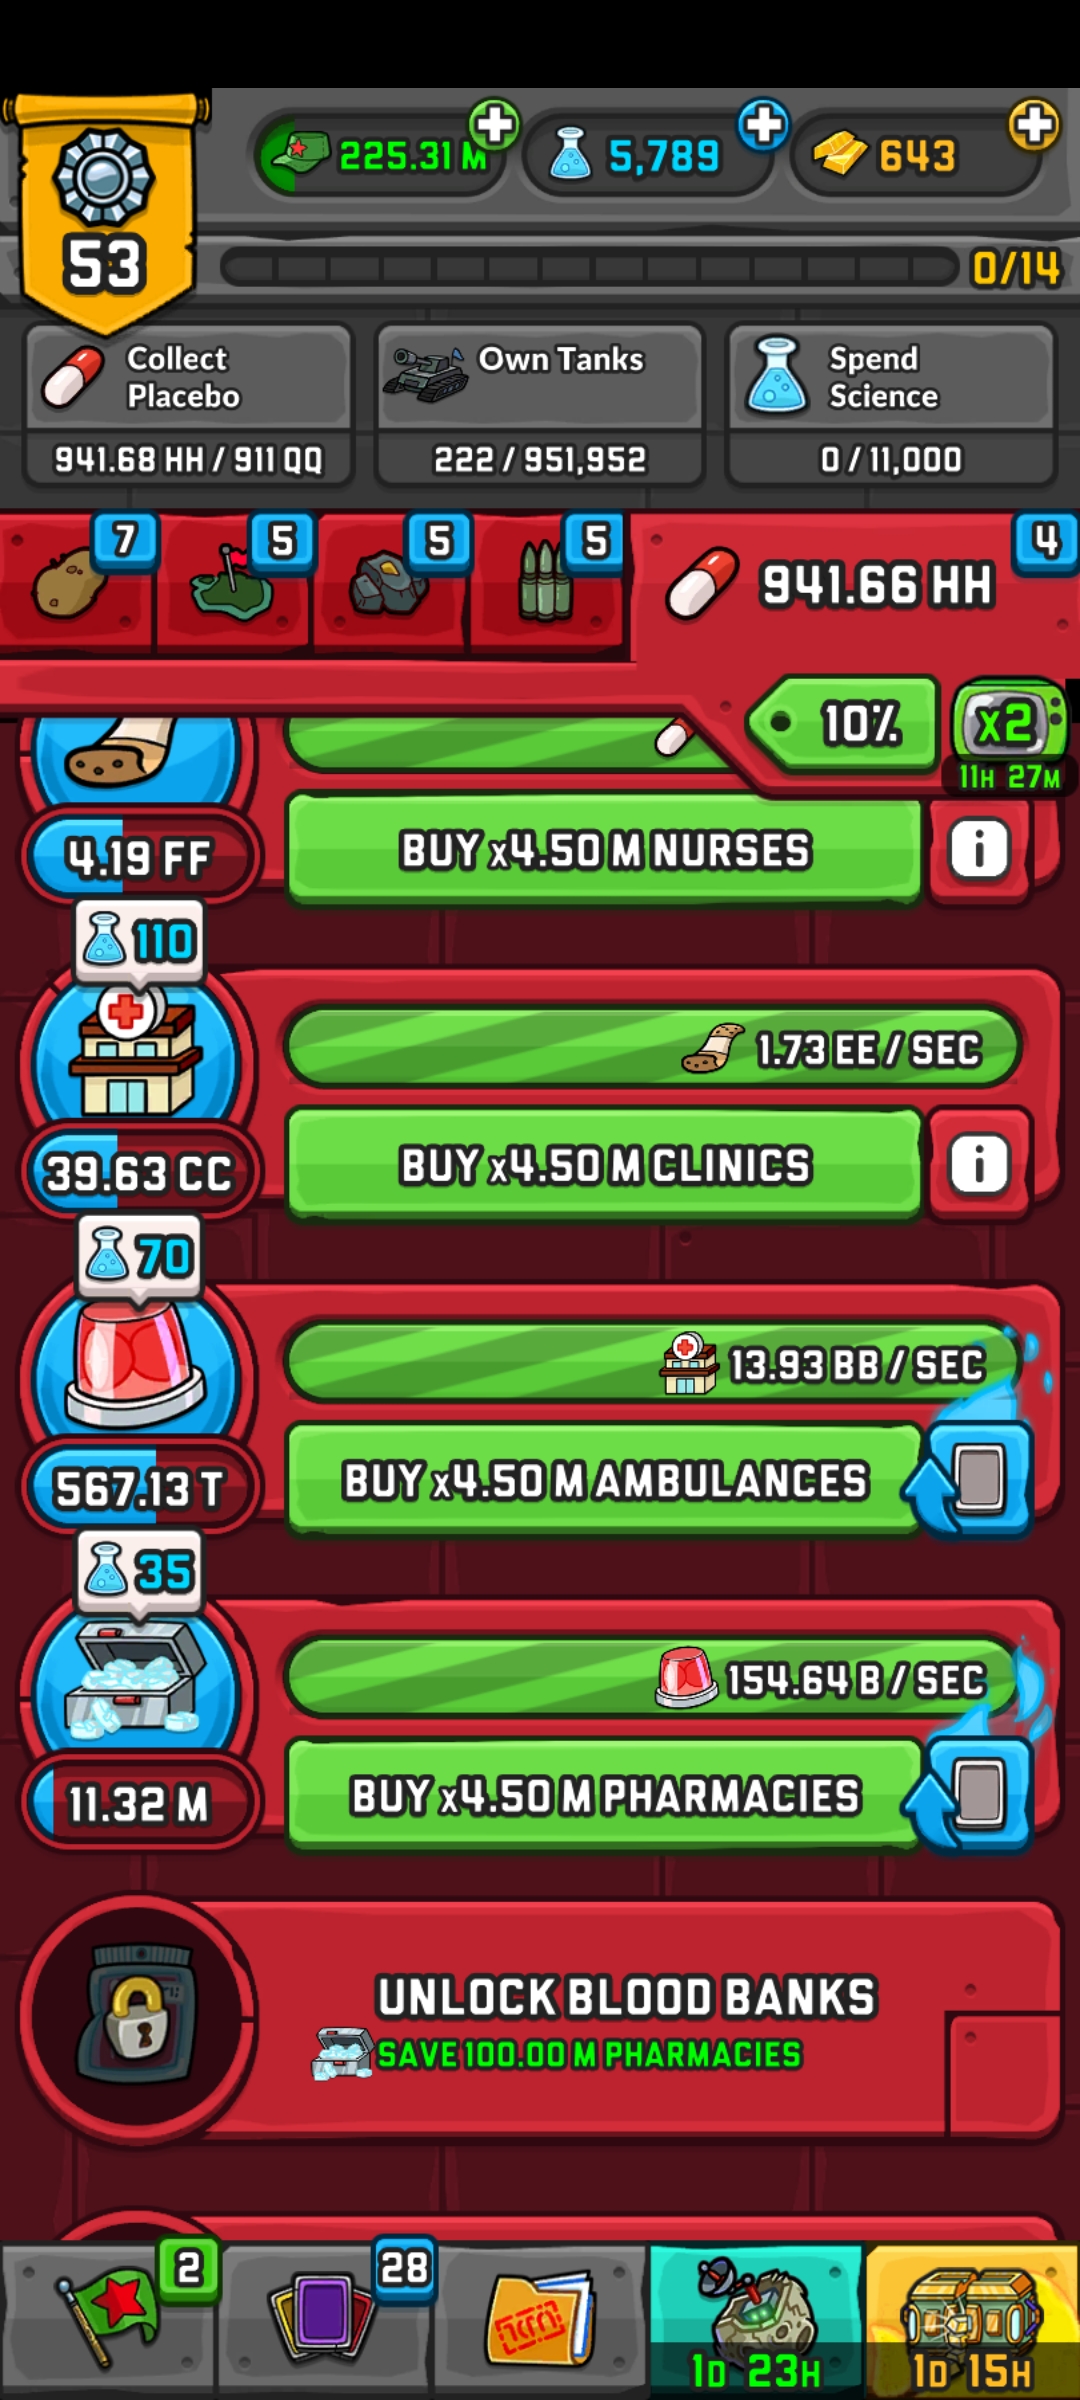 53
225.31 M
5,789
643
0/14
Collect
Placebo
941.68 HH / 911 QQ
Own Tanks
222 / 951,952
Spend
Science
0 / 11,000
7
5
5
5
941.66 HH
4
10%
x2
11H 27M
4.19 FF
BUY x4.50 M NURSES
i
110
1.73 EE / SEC
39.63 CC
BUY x4.50 M CLINICS
i
70
13.93 BB / SEC
567.13 T
BUY x4.50 M AMBULANCES
35
154.64 B / SEC
11.32 M
BUY x4.50 M PHARMACIES
UNLOCK BLOOD BANKS
SAVE 100.00 M PHARMACIES
2
28
1D 23H
1D 15H